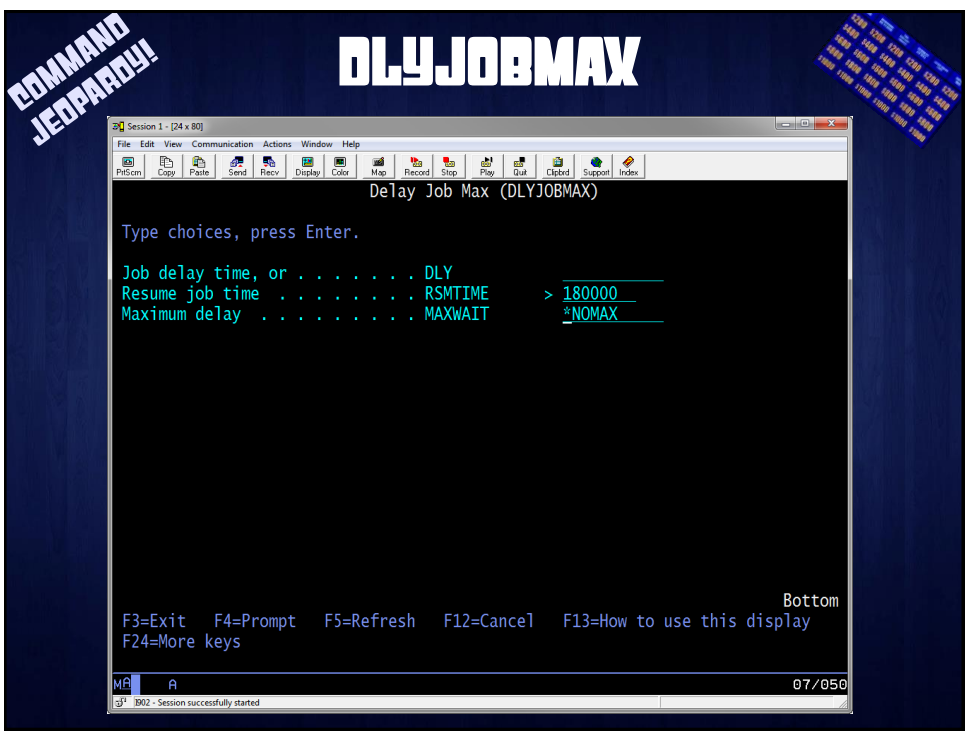 COMMAND
JEOPARDY!
DLYJOBMAX
Session 1 - [24 x 80]
File Edit View Communication Actions Window Help
PrtScrn Copy Paste Send Recv Display Color Map Record Stop Play Quit Clipbrd Support Index
Delay Job Max (DLYJOBMAX)
Type choices, press Enter.
Job delay time, or . . . . . . . DLY
Resume job time . . . . . . . . RSMTIME > 180000
Maximum delay . . . . . . . . . MAXWAIT *NOMAX
Bottom
F3=Exit F4=Prompt F5=Refresh F12=Cancel F13=How to use this display
F24=More keys
MA A 07/050
I902 - Session successfully started